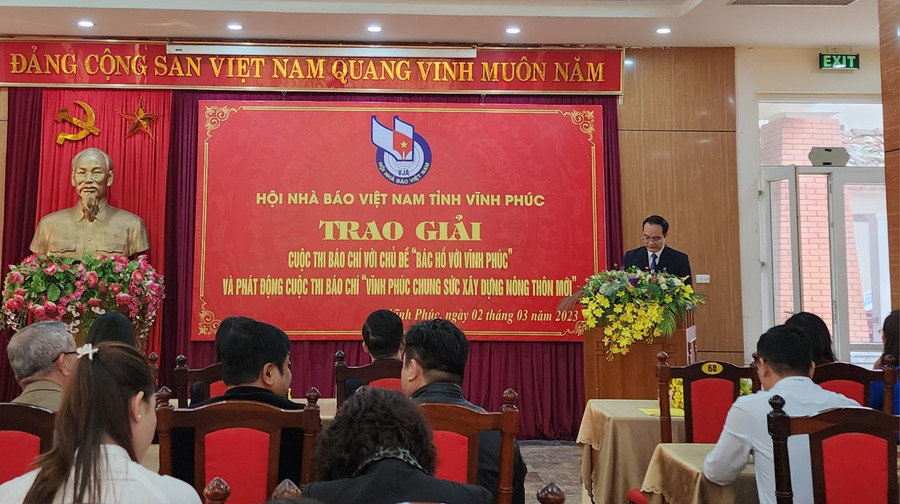 ĐẢNG CỘNG SẢN VIỆT NAM QUANG VINH MUÔN NĂM
EXIT
VJA
HỘI NHÀ BÁO VIỆT NAM
HỘI NHÀ BÁO VIỆT NAM TỈNH VĨNH PHÚC
TRAO GIẢI
CUỘC THI BÁO CHÍ VỚI CHỦ ĐỀ "BÁC HỒ VỚI VĨNH PHÚC"
VÀ PHÁT ĐỘNG CUỘC THI BÁO CHÍ "VĨNH PHÚC CHUNG SỨC XÂY DỰNG NÔNG THÔN MỚI"
Vĩnh Phúc, ngày 02 tháng 03 năm 2023
68